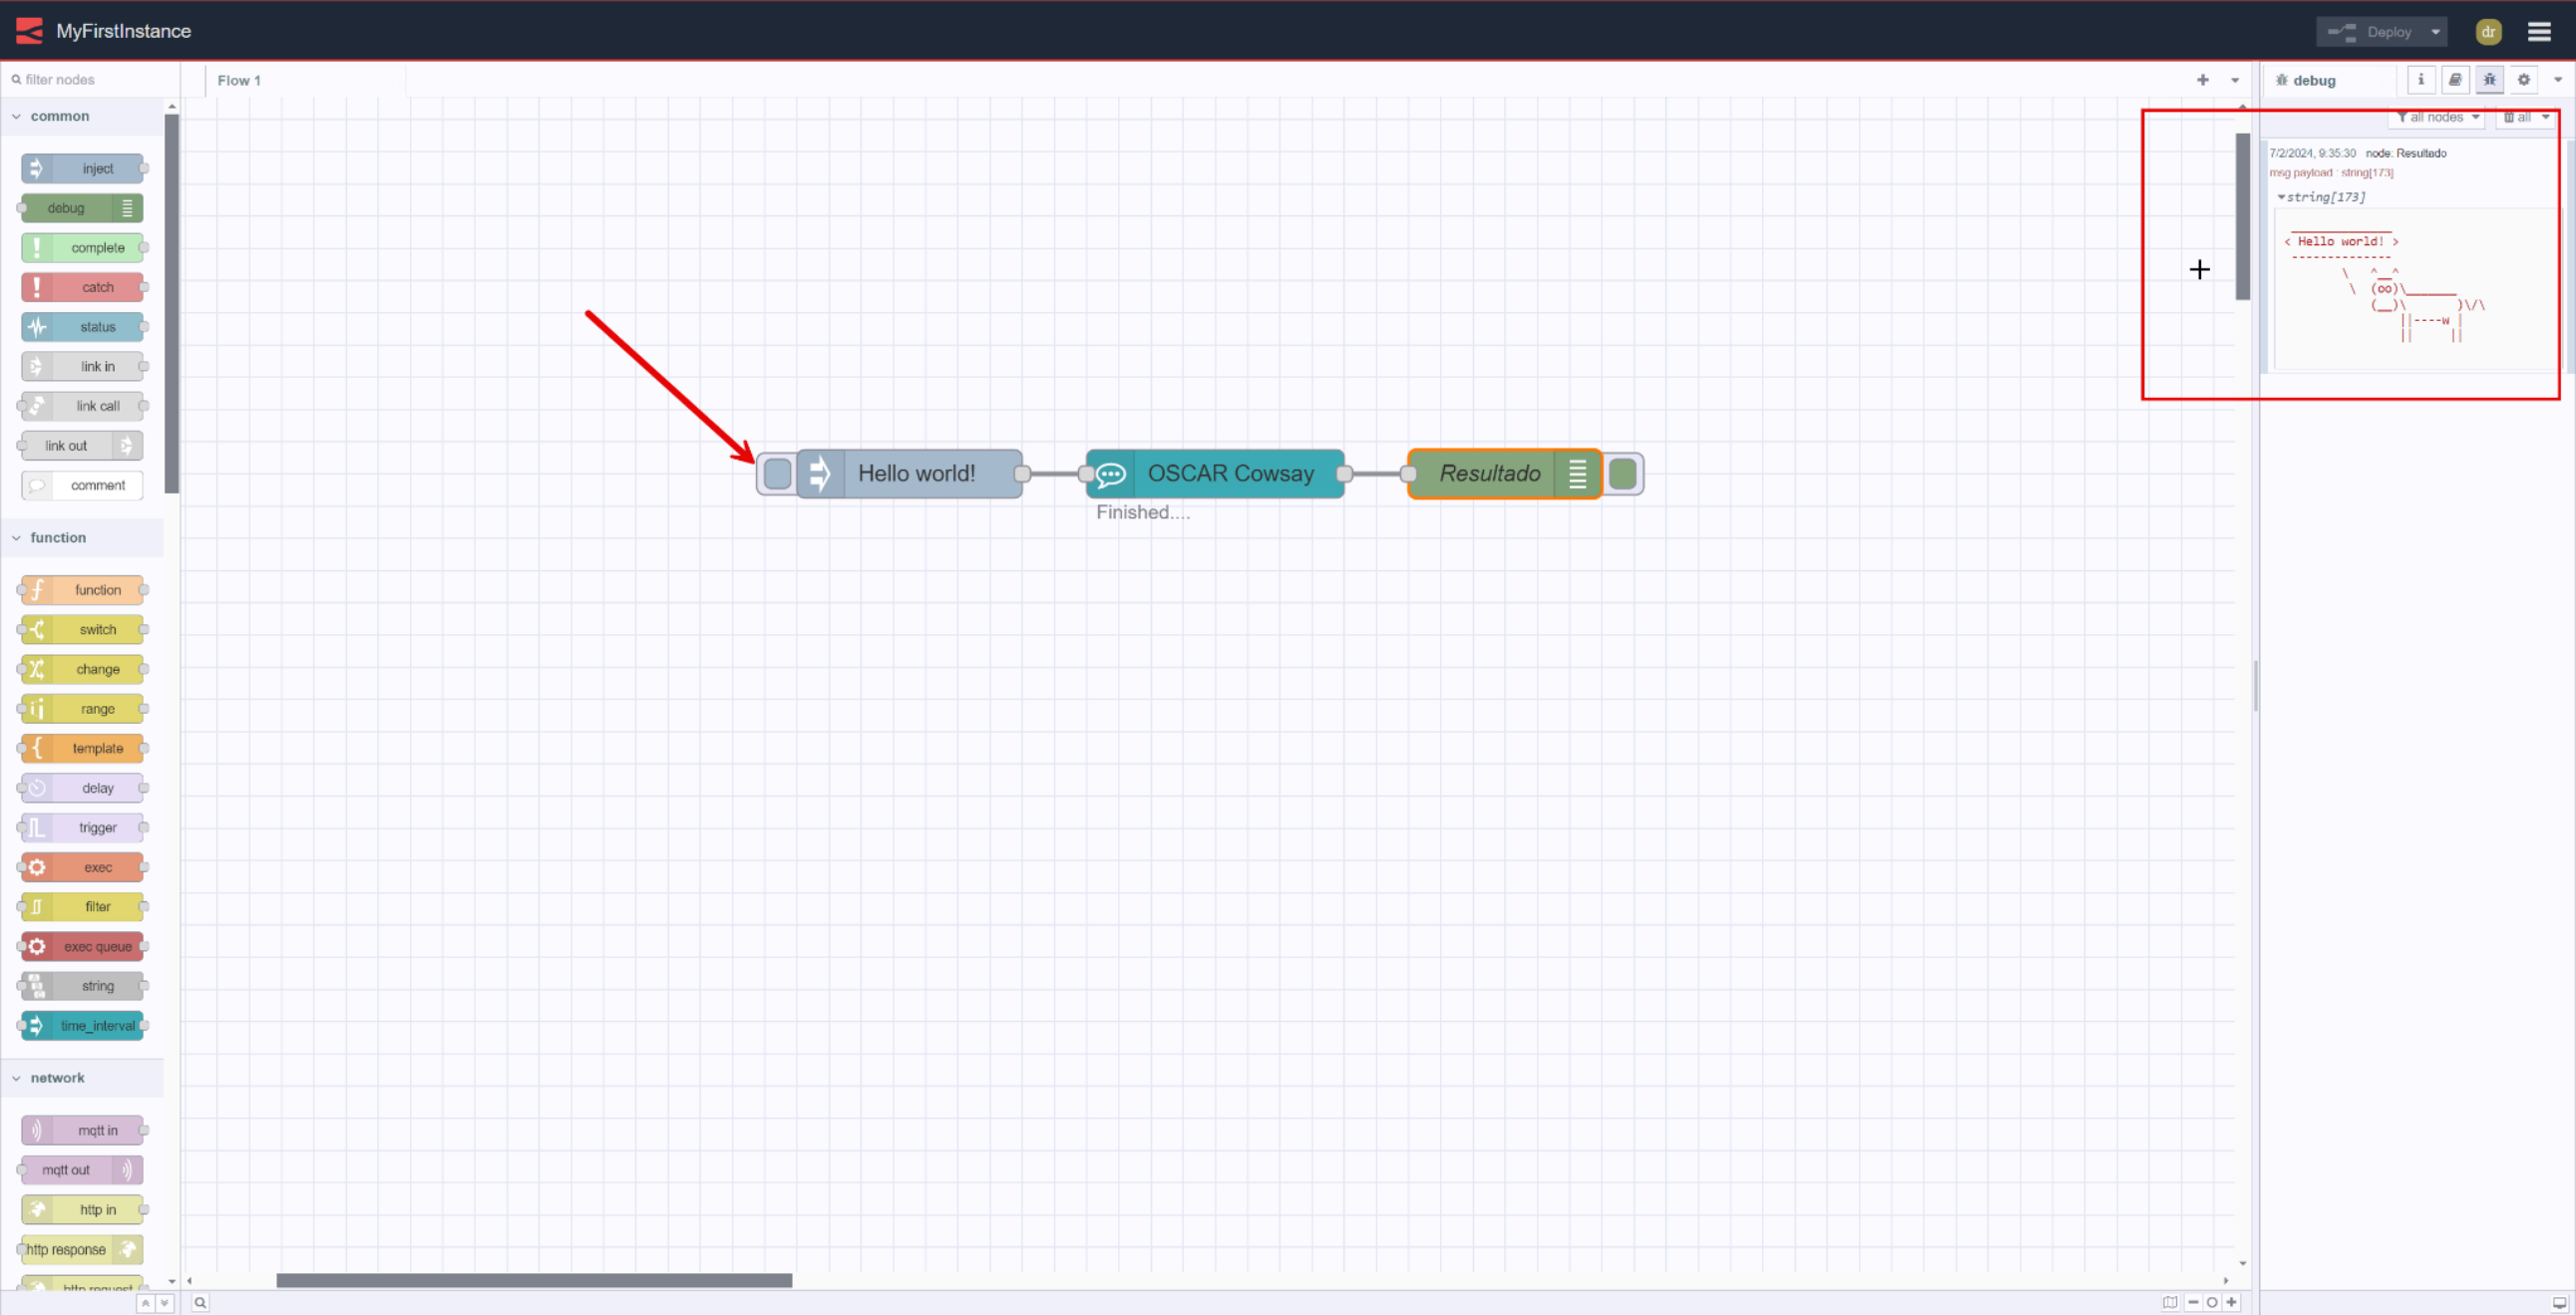 MyFirstInstance
Deploy
dr
filter nodes
Flow 1
debug
i
common
inject
debug
complete
catch
status
link in
link call
link out
comment
function
function
switch
change
range
template
delay
trigger
exec
filter
exec queue
string
time_interval
network
mqtt in
mqtt out
http in
http response
http request
Hello world!
OSCAR Cowsay
Finished....
Resultado
all nodes
all
7/2/2024, 9:35:30 node: Resultado
msg payload : string[173]
string[173]
______________
< Hello world! >
--------------
\ ^__^
\ (oo)\_______
(__)\ )\/\
||----w |
|| ||